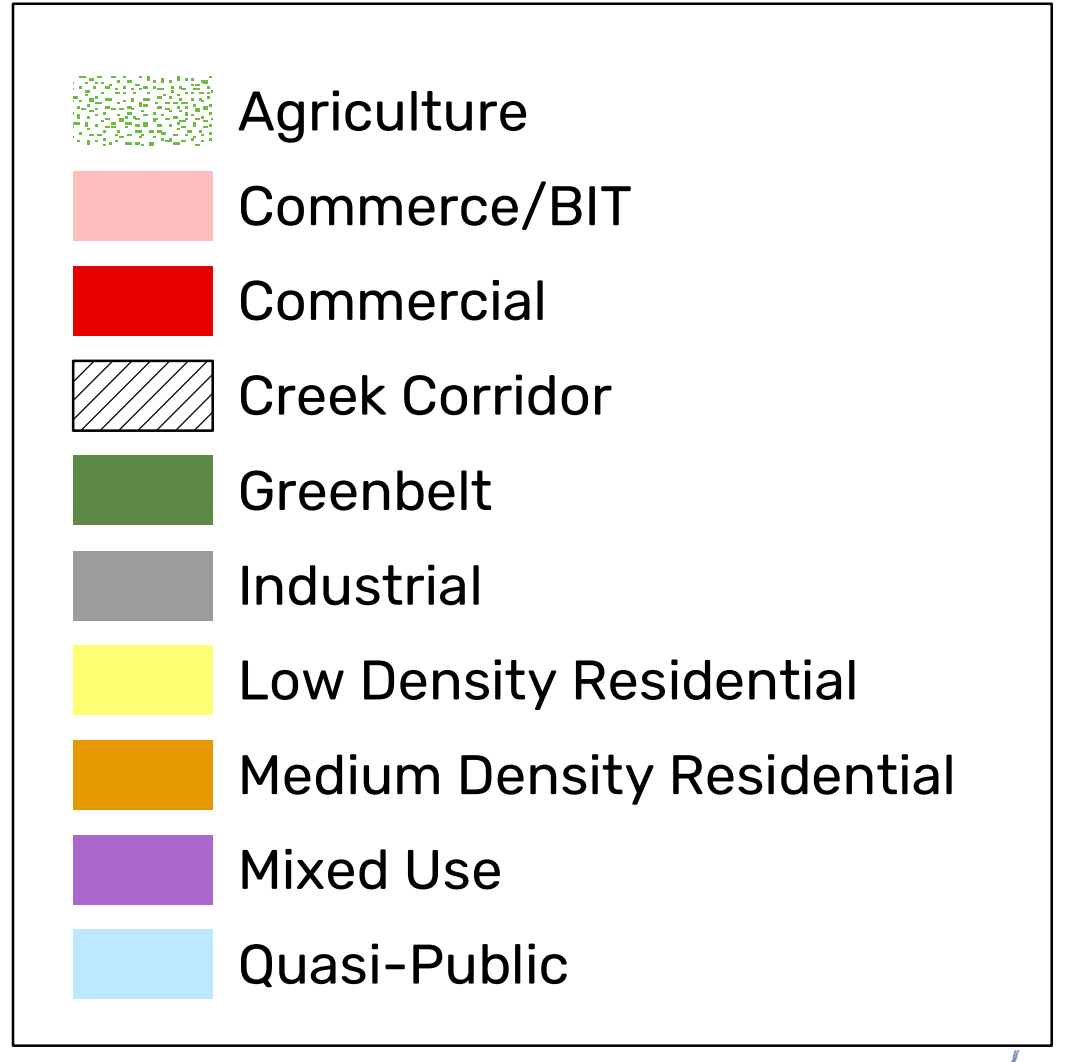 Agriculture
Commerce/BIT
Commercial
Creek Corridor
Greenbelt
Industrial
Low Density Residential
Medium Density Residential
Mixed Use
Quasi-Public